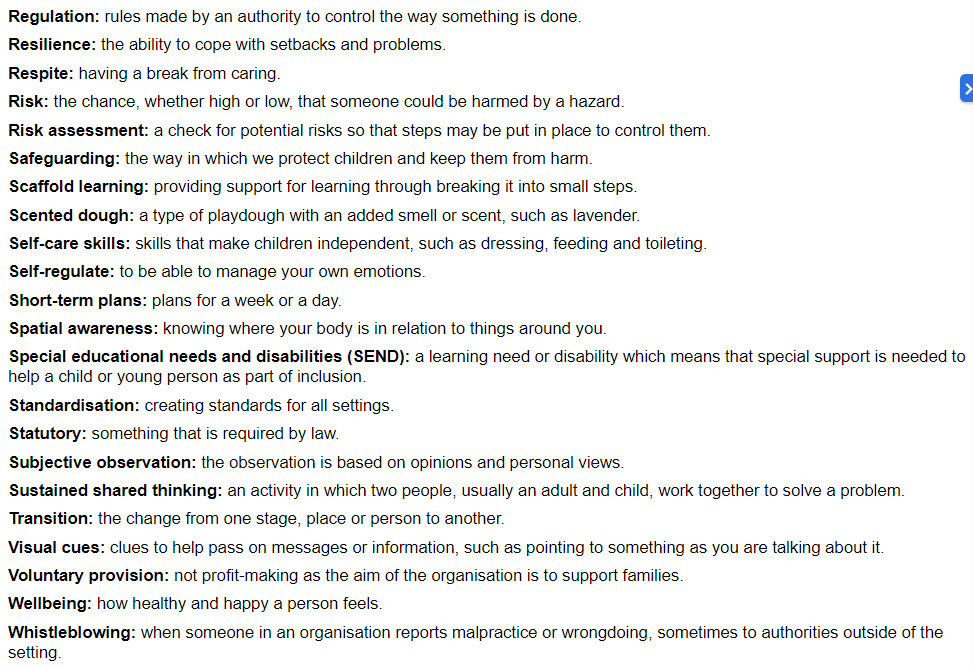 Regulation: rules made by an authority to control the way something is done.
Resilience: the ability to cope with setbacks and problems.
Respite: having a break from caring.
Risk: the chance, whether high or low, that someone could be harmed by a hazard.
Risk assessment: a check for potential risks so that steps may be put in place to control them.
Safeguarding: the way in which we protect children and keep them from harm.
Scaffold learning: providing support for learning through breaking it into small steps.
Scented dough: a type of playdough with an added smell or scent, such as lavender.
Self-care skills: skills that make children independent, such as dressing, feeding and toileting.
Self-regulate: to be able to manage your own emotions.
Short-term plans: plans for a week or a day.
Spatial awareness: knowing where your body is in relation to things around you.
Special educational needs and disabilities (SEND): a learning need or disability which means that special support is needed to
help a child or young person as part of inclusion.
Standardisation: creating standards for all settings.
Statutory: something that is required by law.
Subjective observation: the observation is based on opinions and personal views.
Sustained shared thinking: an activity in which two people, usually an adult and child, work together to solve a problem.
Transition: the change from one stage, place or person to another.
Visual cues: clues to help pass on messages or information, such as pointing to something as you are talking about it.
Voluntary provision: not profit-making as the aim of the organisation is to support families.
Wellbeing: how healthy and happy a person feels.
Whistleblowing: when someone in an organisation reports malpractice or wrongdoing, sometimes to authorities outside of the
setting.